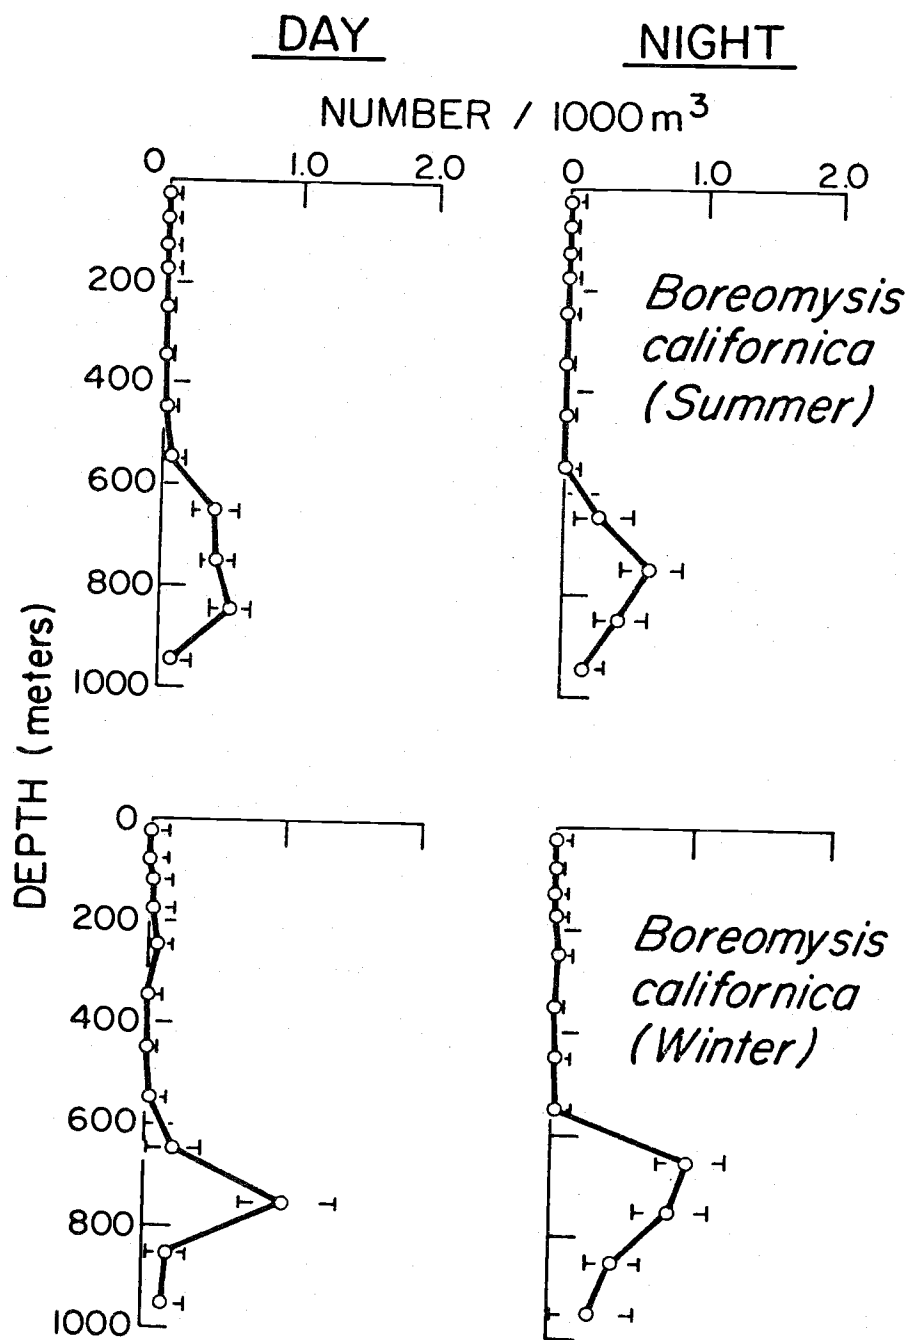 DAY
NIGHT
NUMBER / 1000 m³
0 1.0 2.0
0 1.0 2.0
200
400
600
800
1000
Boreomysis
californica
(Summer)
DEPTH (meters)
0
200
400
600
800
1000
Boreomysis
californica
(Winter)